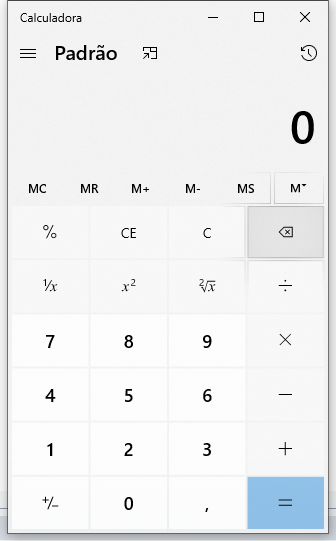 Calculadora
Padrão
0
MC MR M+ M- MS M˅
% CE C
¹/x x² ²√x ÷
7 8 9 ×
4 5 6 −
1 2 3 +
+/− 0 , =